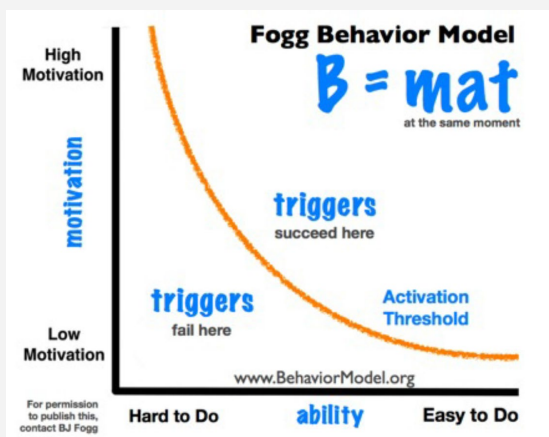 Fogg Behavior Model
B = mat
at the same moment
High
Motivation
motivation
triggers
succeed here
triggers
fail here
Activation
Threshold
Low
Motivation
www.BehaviorModel.org
For permission
to publish this,
contact BJ Fogg
Hard to Do
ability
Easy to Do